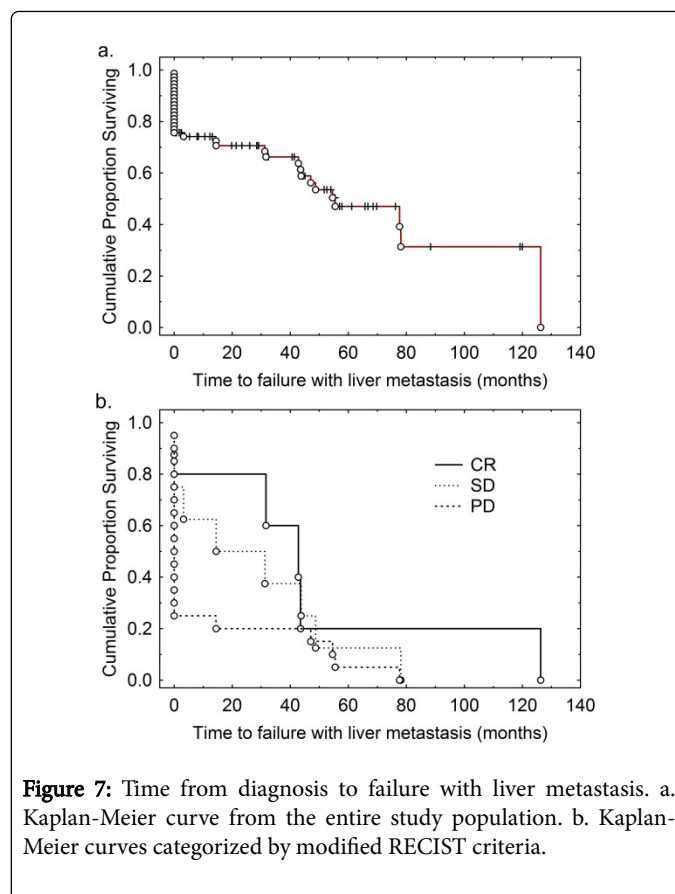 a.
1.0
0.8
0.6
0.4
0.2
0.0
Cumulative Proportion Surviving
0 20 40 60 80 100 120 140
Time to failure with liver metastasis (months)
b.
1.0
0.8
0.6
0.4
0.2
0.0
Cumulative Proportion Surviving
CR
SD
PD
0 20 40 60 80 100 120 140
Time to failure with liver metastasis (months)
Figure 7: Time from diagnosis to failure with liver metastasis. a.
Kaplan-Meier curve from the entire study population. b. Kaplan-
Meier curves categorized by modified RECIST criteria.